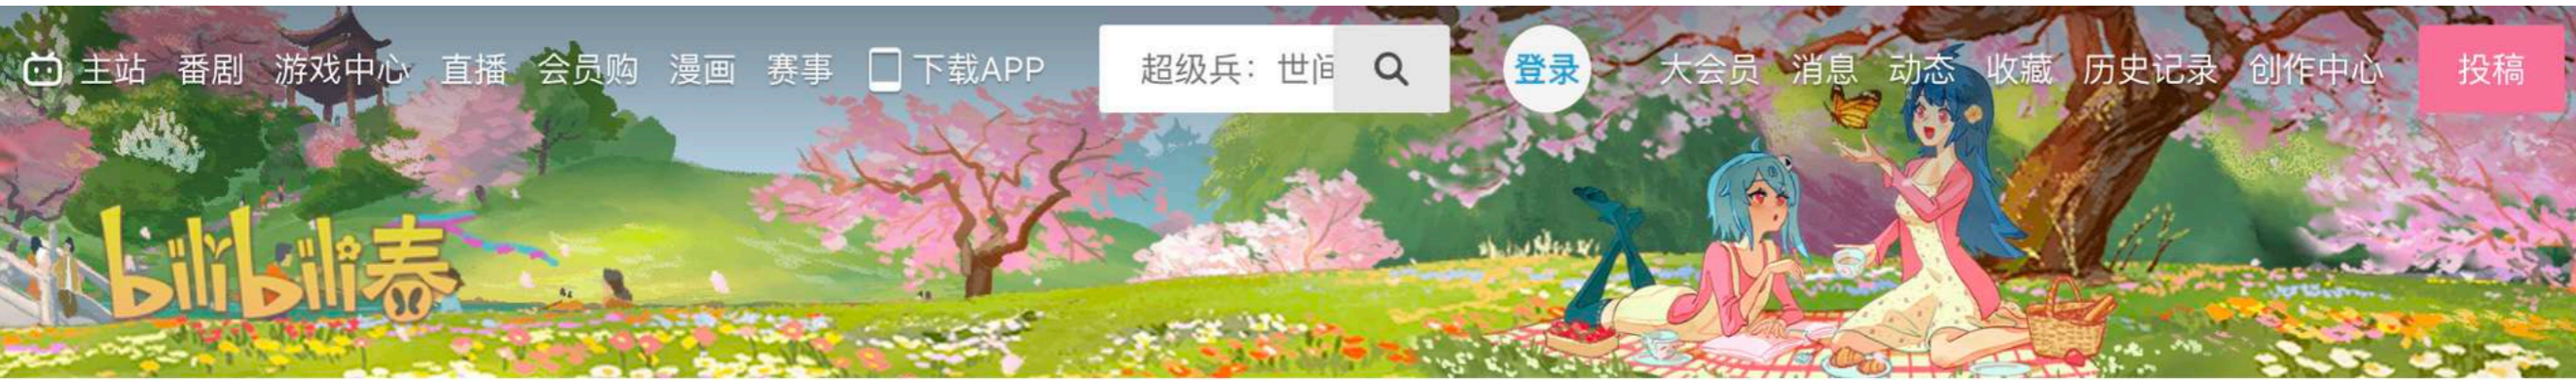 主站 番剧 游戏中心 直播 会员购 漫画 赛事 下载APP 超级兵：世间 登录 大会员 消息 动态 收藏 历史记录 创作中心 投稿
bilibili春